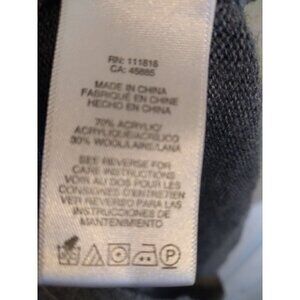 RN: 111818
CA: 45885
MADE IN CHINA
FABRIQUÉ EN CHINE
HECHO EN CHINA
70% ACRYLIC/
ACRYLIQUE/ACRÍLICO
30% WOOL/LAINE/LANA
SEE REVERSE FOR
CARE INSTRUCTIONS
VOIR AU DOS POUR LES
CONSIGNES D'ENTRETIEN
VER REVERSO PARA LAS
INSTRUCCIONES DE
MANTENIMIENTO
P